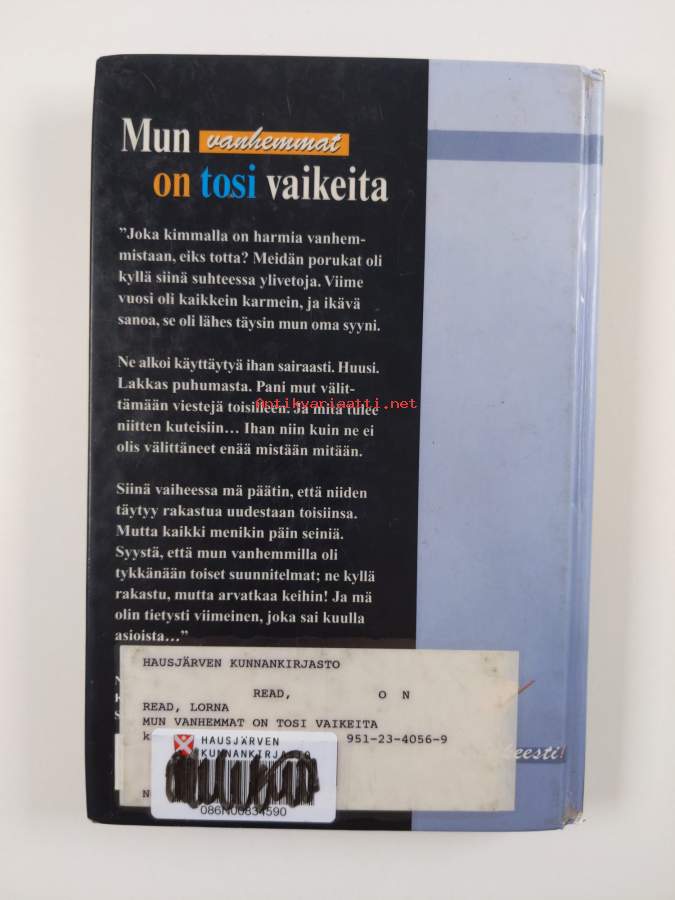 Mun vanhemmat
on tosi vaikeita
”Joka kimmalla on harmia vanhem-
mistaan, eiks totta? Meidän porukat oli
kyllä siinä suhteessa ylivetoja. Viime
vuosi oli kaikkein karmein, ja ikävä
sanoa, se oli lähes täysin mun oma syyni.
Ne alkoi käyttäytyä ihan sairaasti. Huusi.
Lakkas puhumasta. Pani mut välit-
tämään viestejä toisilleen. Ja mitä tulee
Antikvariaatti.net
niitten kuteisiin… Ihan niin kuin ne ei
olis välittäneet enää mistään mitään.
Siinä vaiheessa mä päätin, että niiden
täytyy rakastua uudestaan toisiinsa.
Mutta kaikki menikin päin seiniä.
Syystä, että mun vanhemmilla oli
tykkänään toiset suunnitelmat; ne kyllä
rakastu, mutta arvatkaa keihin! Ja mä
olin tietysti viimeinen, joka sai kuulla
asioista…”
HAUSJÄRVEN KUNNANKIRJASTO
READ, O N
READ, LORNA
MUN VANHEMMAT ON TOSI VAIKEITA
951-23-4056-9
HAUSJÄRVEN
KUNNANKIRJASTO
086N00834590